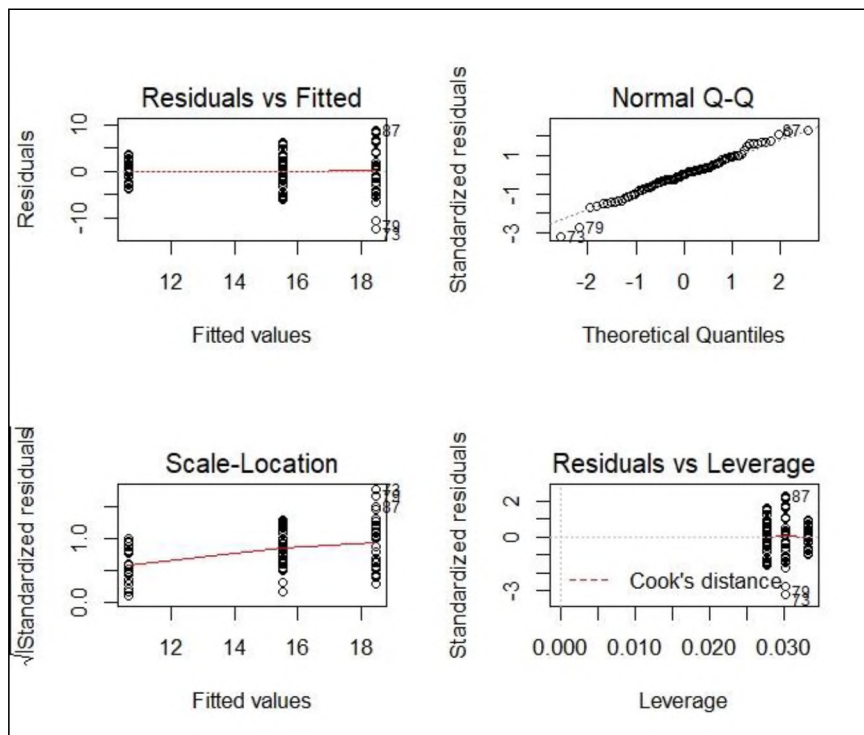 Residuals vs Fitted
Residuals
10
0
-10
87
79
73
12 14 16 18
Fitted values
Normal Q-Q
Standardized residuals
1
-1
-3
87
79
73
-2 -1 0 1 2
Theoretical Quantiles
Scale-Location
√|Standardized residuals
1.0
0.0
73
79
87
12 14 16 18
Fitted values
Residuals vs Leverage
Standardized residuals
2
0
-3
87
79
73
Cook's distance
0.000 0.010 0.020 0.030
Leverage